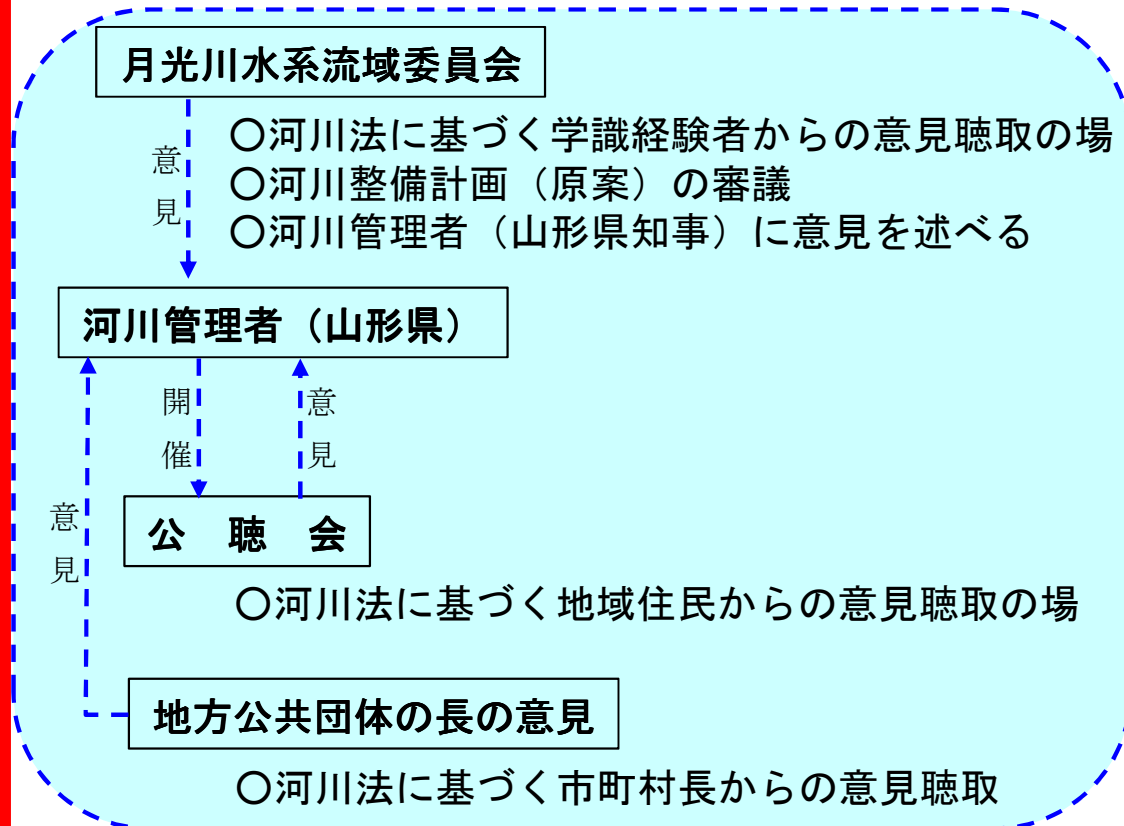 月光川水系流域委員会
意見
〇河川法に基づく学識経験者からの意見聴取の場
〇河川整備計画（原案）の審議
〇河川管理者（山形県知事）に意見を述べる
河川管理者（山形県）
開催
意見
公　聴　会
意見
〇河川法に基づく地域住民からの意見聴取の場
地方公共団体の長の意見
〇河川法に基づく市町村長からの意見聴取